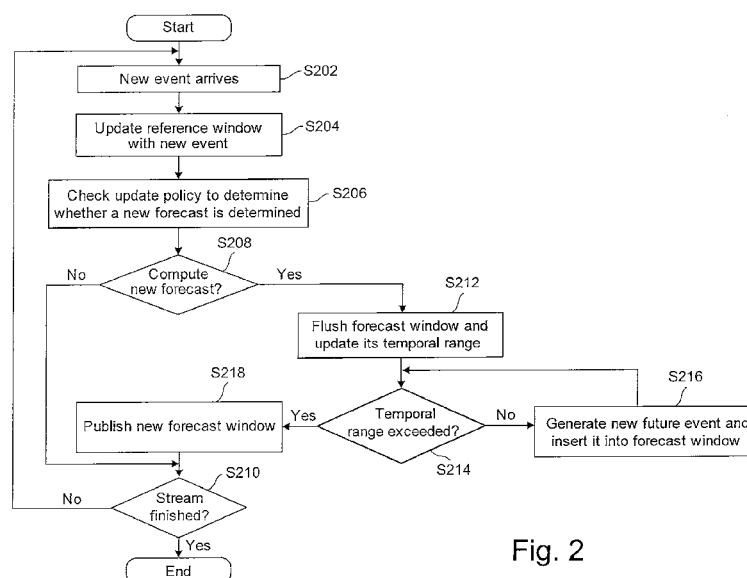 Start
New event arrives
S202
Update reference window
with new event
S204
Check update policy to determine
whether a new forecast is determined
S206
S208
No
Compute
new forecast?
Yes
S212
Flush forecast window and
update its temporal range
S218
Publish new forecast window
Yes
Temporal
range exceeded?
S214
No
S216
Generate new future event and
insert it into forecast window
S210
No
Stream
finished?
Yes
End
Fig. 2